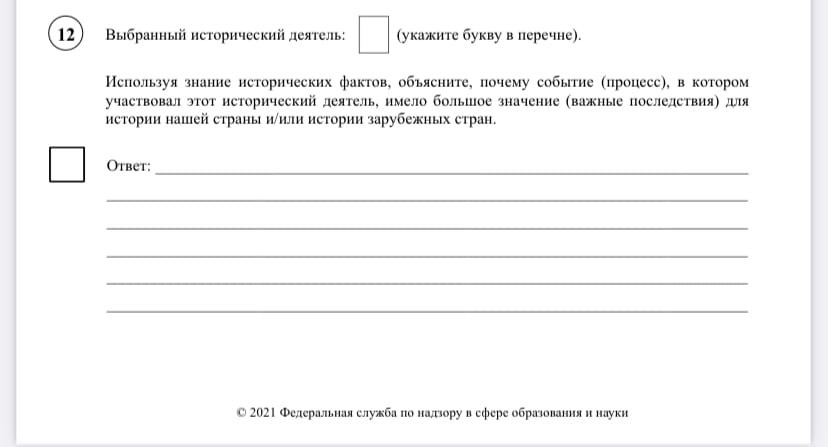 12 Выбранный исторический деятель: (укажите букву в перечне).
Используя знание исторических фактов, объясните, почему событие (процесс), в котором
участвовал этот исторический деятель, имело большое значение (важные последствия) для
истории нашей страны и/или истории зарубежных стран.
Ответ:
© 2021 Федеральная служба по надзору в сфере образования и науки